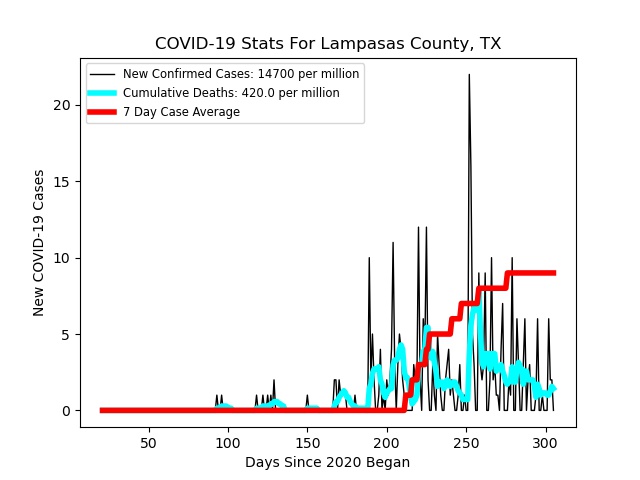 COVID-19 Stats For Lampasas County, TX
New Confirmed Cases: 14700 per million
Cumulative Deaths: 420.0 per million
7 Day Case Average
New COVID-19 Cases
20
15
10
5
0
50 100 150 200 250 300
Days Since 2020 Began